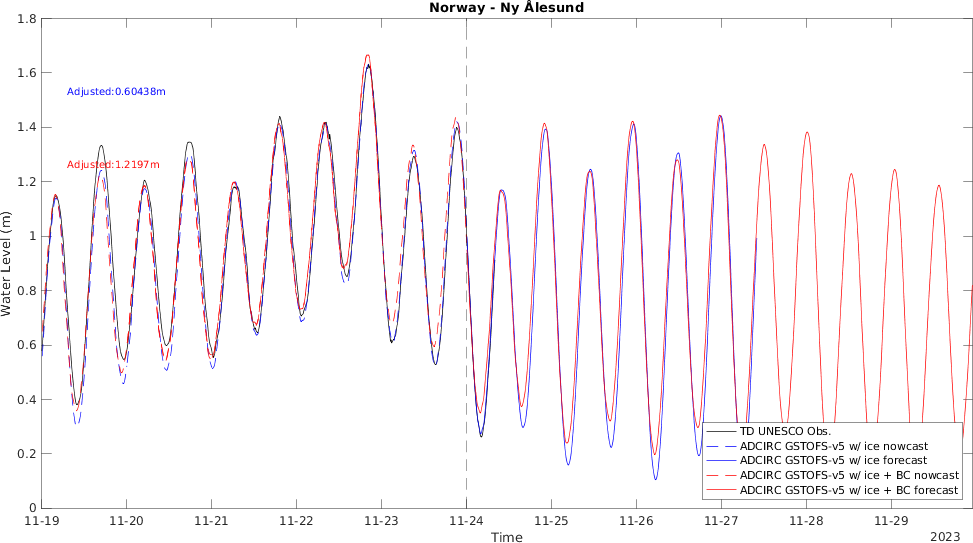 Norway - Ny Ålesund
1.8
1.6
1.4
1.2
1
0.8
0.6
0.4
0.2
0
Water Level (m)
Adjusted:0.60438m
Adjusted:1.2197m
TD UNESCO Obs.
ADCIRC GSTOFS-v5 w/ ice nowcast
ADCIRC GSTOFS-v5 w/ ice forecast
ADCIRC GSTOFS-v5 w/ ice + BC nowcast
ADCIRC GSTOFS-v5 w/ ice + BC forecast
11-19 11-20 11-21 11-22 11-23 11-24 11-25 11-26 11-27 11-28 11-29
Time
2023